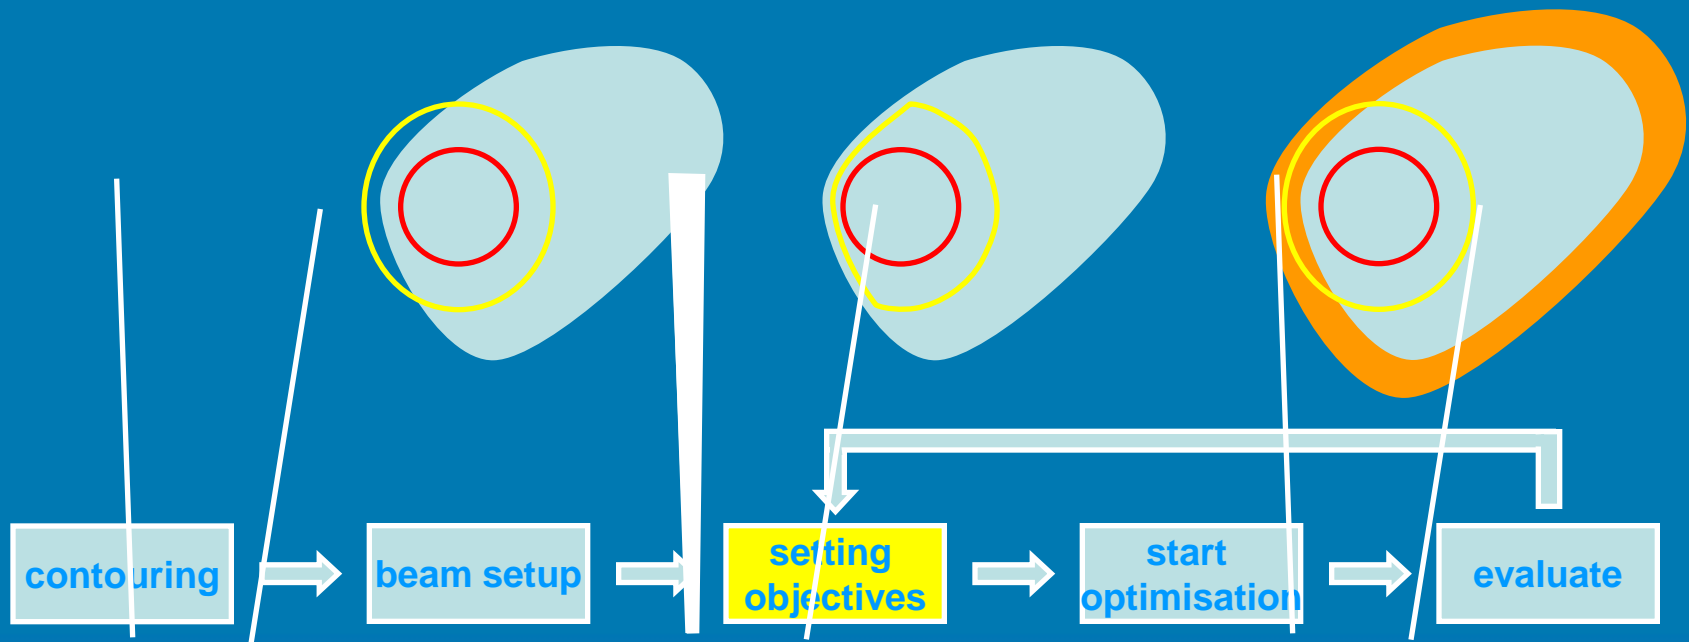 contouring
beam setup
setting
objectives
start
optimisation
evaluate